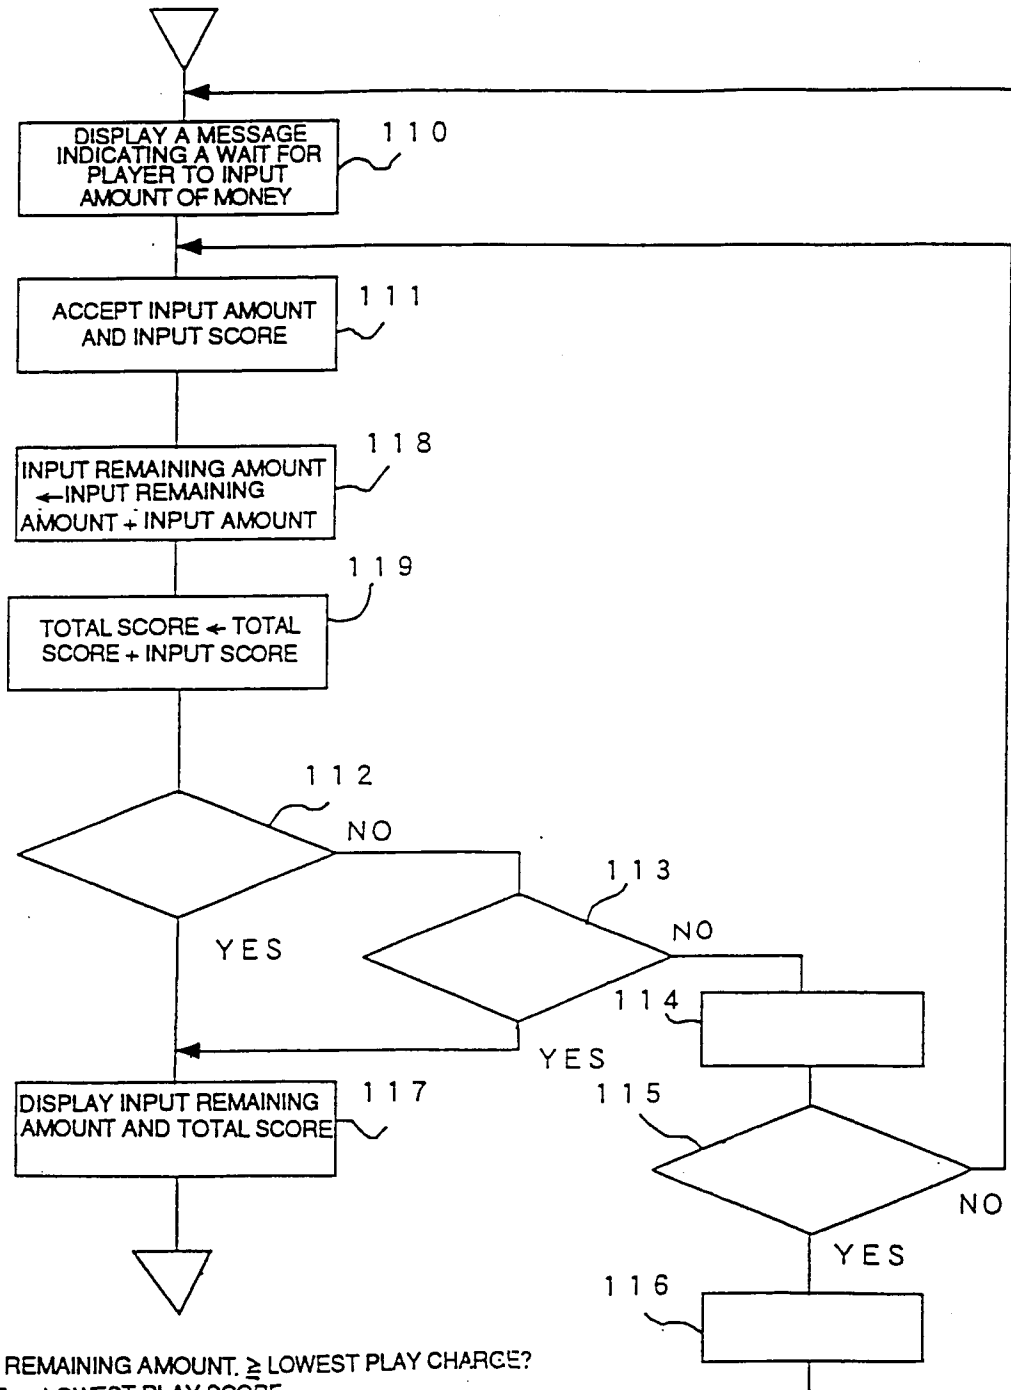 DISPLAY A MESSAGE
INDICATING A WAIT FOR
PLAYER TO INPUT
AMOUNT OF MONEY
110
ACCEPT INPUT AMOUNT
AND INPUT SCORE
111
INPUT REMAINING AMOUNT
←INPUT REMAINING
AMOUNT + INPUT AMOUNT
118
TOTAL SCORE ← TOTAL
SCORE + INPUT SCORE
119
112
NO
YES
113
NO
YES
114
115
NO
YES
116
DISPLAY INPUT REMAINING
AMOUNT AND TOTAL SCORE
117
REMAINING AMOUNT. ≧ LOWEST PLAY CHARGE?
LOWEST PLAY SCORE